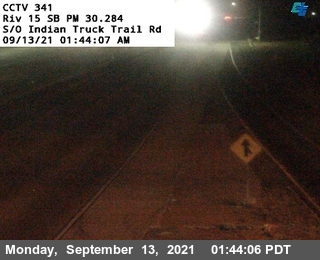 CCTV 341
Riv 15 SB PM 30.284
S/O Indian Truck Trail Rd
09/13/21 01:44:07 AM
Monday, September 13, 2021 01:44:06 PDT